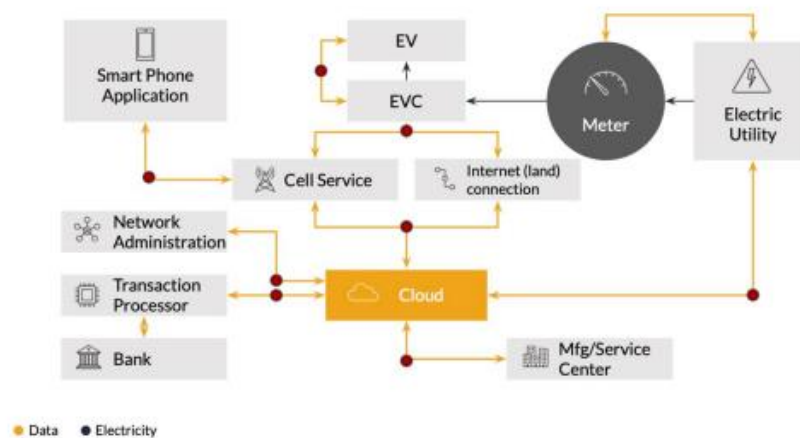 Smart Phone
Application
EV
EVC
Meter
Electric
Utility
Cell Service
Internet (land)
connection
Network
Administration
Transaction
Processor
Cloud
Bank
Mfg/Service
Center
Data
Electricity